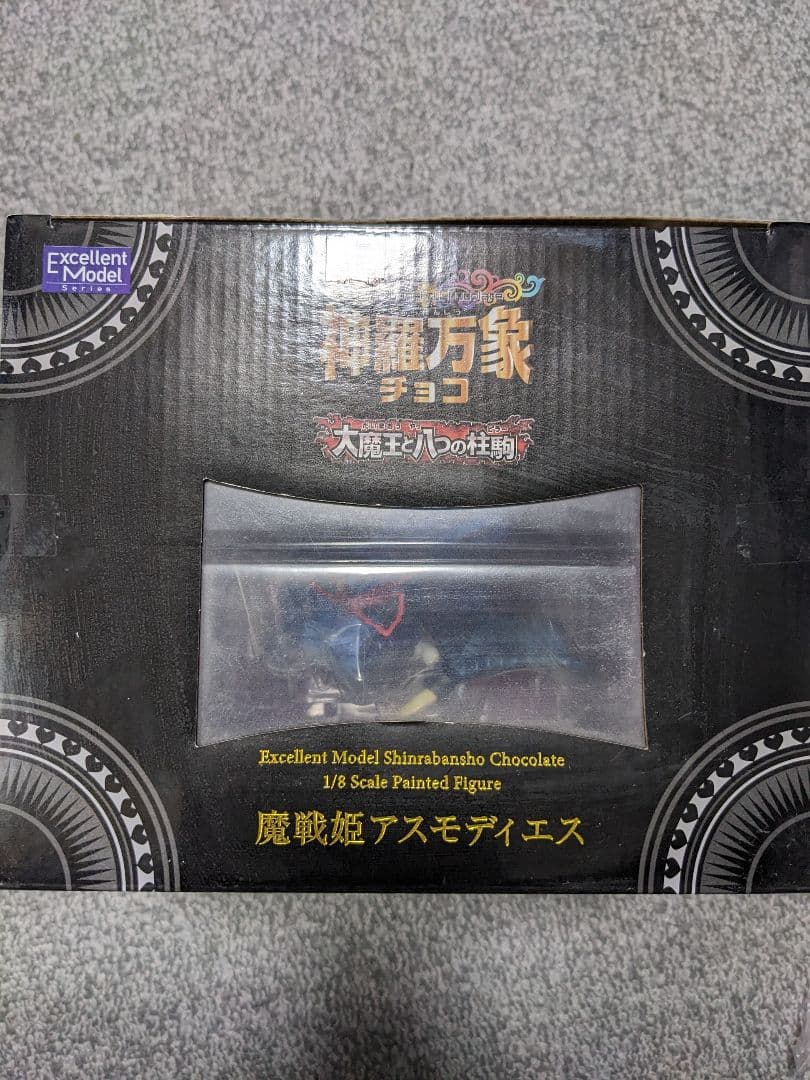 Excellent
Model
Series
神羅万象
チョコ
大魔王と八つの柱駒
Excellent Model Shinrabansho Chocolate
1/8 Scale Painted Figure
魔戦姫アスモディエス